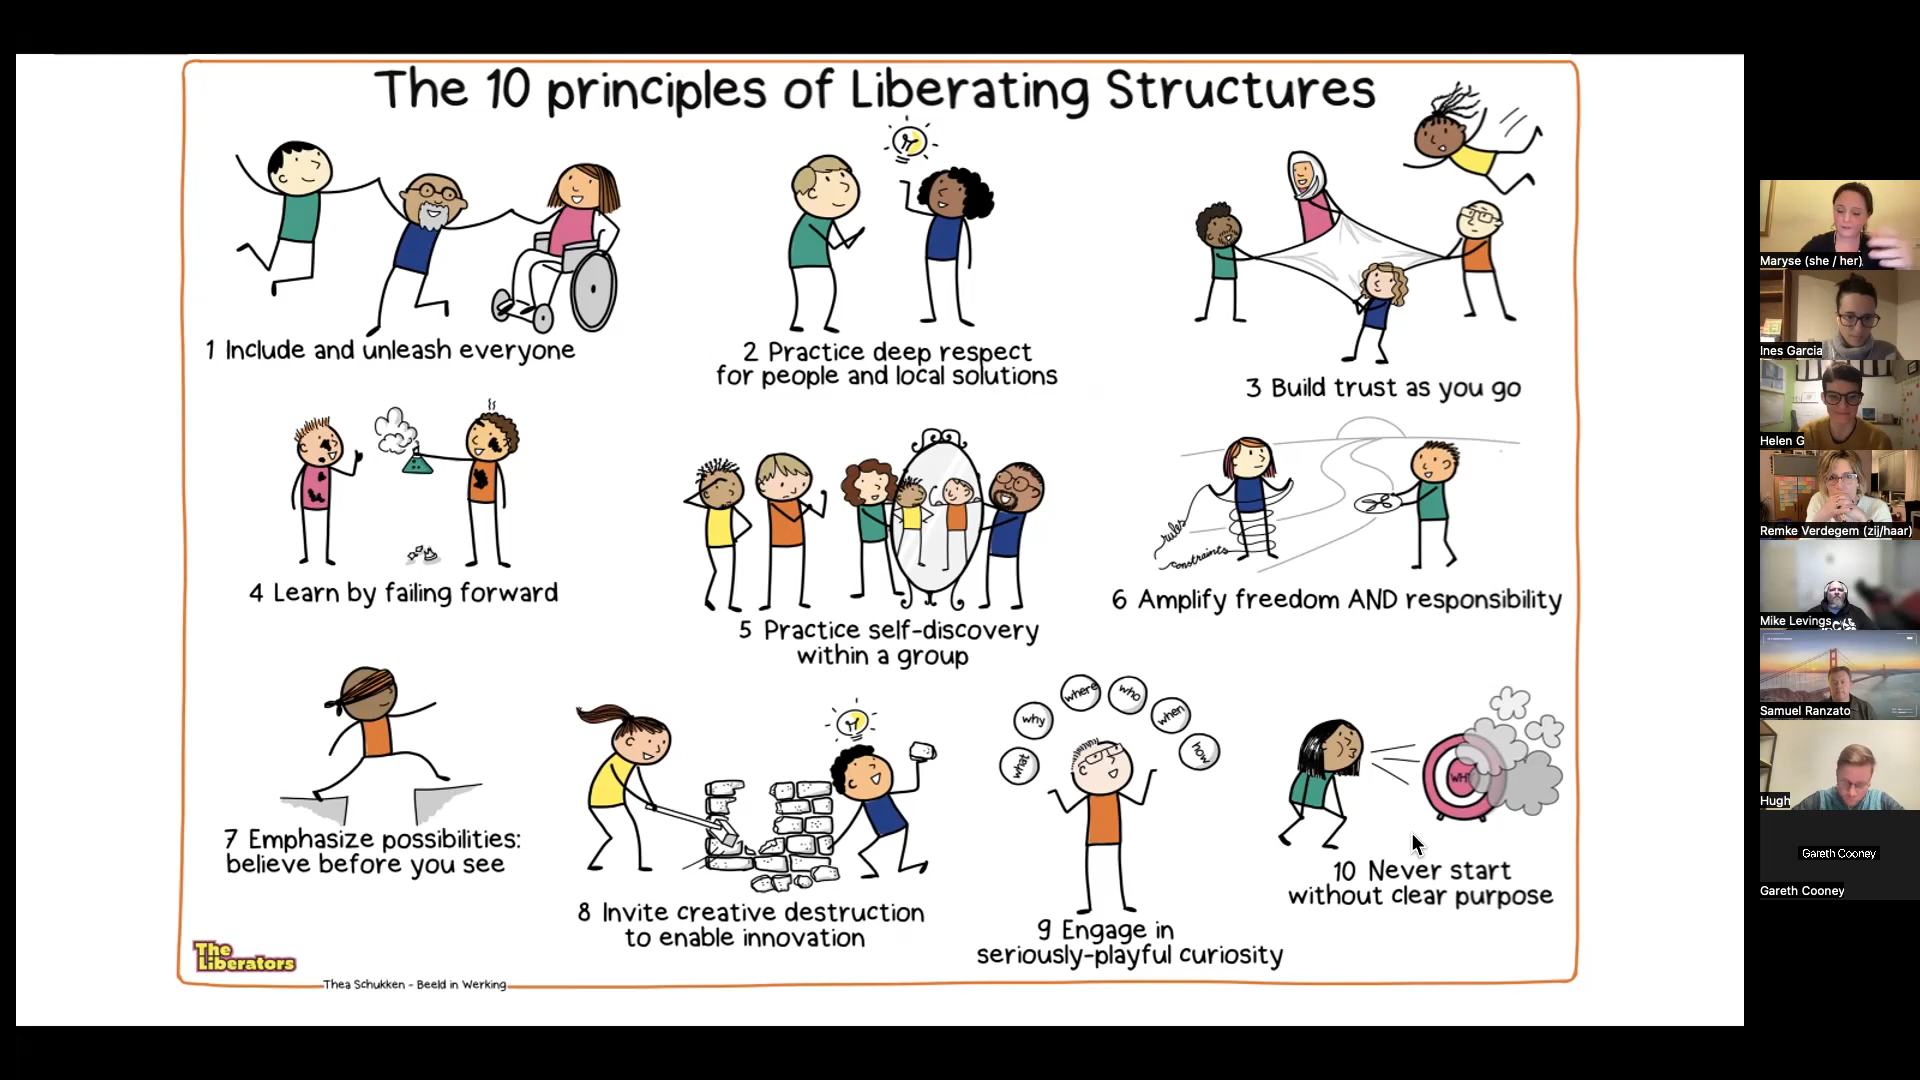 The 10 principles of Liberating Structures
1 Include and unleash everyone
2 Practice deep respect
for people and local solutions
3 Build trust as you go
4 Learn by failing forward
5 Practice self-discovery
within a group
rules
constraints
6 Amplify freedom AND responsibility
7 Emphasize possibilities:
believe before you see
8 Invite creative destruction
to enable innovation
what
why
where
who
when
how
9 Engage in
seriously-playful curiosity
10 Never start
without clear purpose
The
Liberators
Thea Schukken - Beeld in Werking
Maryse (she / her)
Ines Garcia
Helen G
Remke Verdegem (zij/haar)
Mike Levings
Samuel Ranzato
Hugh
Gareth Cooney
Gareth Cooney